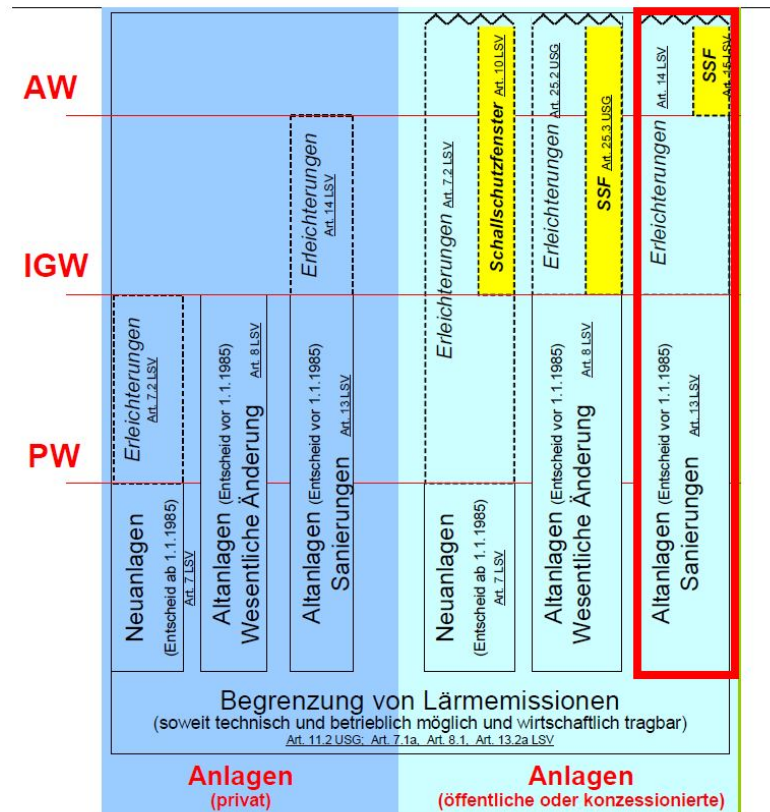 AW
IGW
PW
Erleichterungen
Art. 7.2 LSV
Neuanlagen
(Entscheid ab 1.1.1985)
Art. 7 LSV
Altanlagen (Entscheid vor 1.1.1985)
Wesentliche Änderung Art. 8 LSV
Erleichterungen
Art. 14 LSV
Altanlagen (Entscheid vor 1.1.1985)
Sanierungen Art. 13 LSV
Erleichterungen Art. 7.2 LSV
Schallschutzfenster Art. 10 LSV
Neuanlagen
(Entscheid ab 1.1.1985)
Art. 7 LSV
Erleichterungen Art. 25.2 USG
SSF Art. 25.3 USG
Altanlagen (Entscheid vor 1.1.1985)
Wesentliche Änderung Art. 8 LSV
Erleichterungen Art. 14 LSV
SSF
Art. 15 LSV
Altanlagen (Entscheid vor 1.1.1985)
Sanierungen Art. 13 LSV
Begrenzung von Lärmemissionen
(soweit technisch und betrieblich möglich und wirtschaftlich tragbar)
Art. 11.2 USG; Art. 7.1a, Art. 8.1, Art. 13.2a LSV
Anlagen
(privat)
Anlagen
(öffentliche oder konzessionierte)